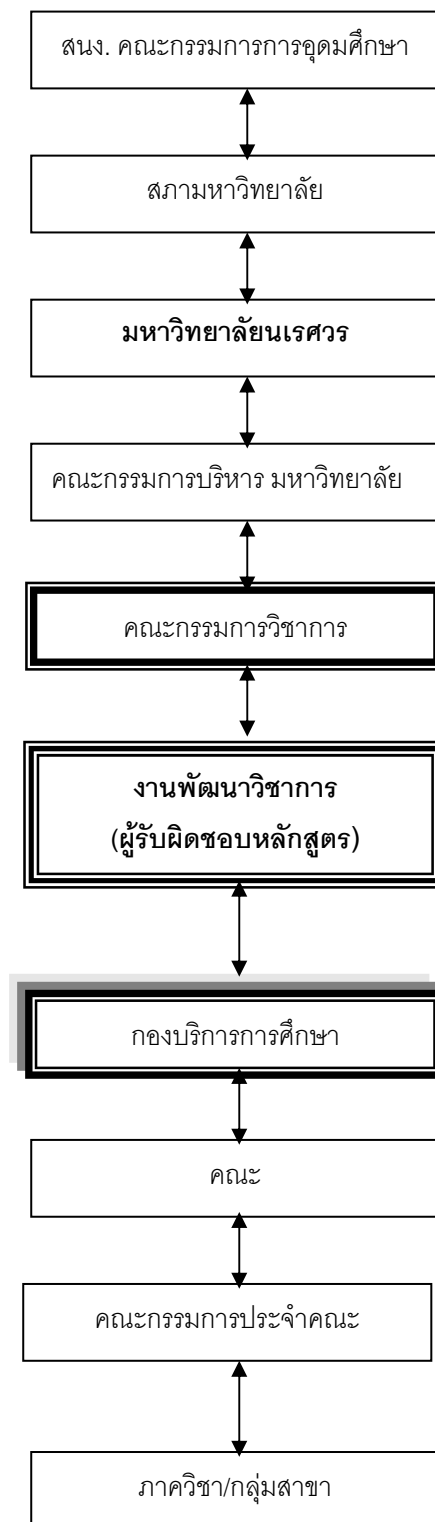 สนง. คณะกรรมการการอุดมศึกษา
สภามหาวิทยาลัย
มหาวิทยาลัยนเรศวร
คณะกรรมการบริหาร มหาวิทยาลัย
คณะกรรมการวิชาการ
งานพัฒนาวิชาการ
(ผู้รับผิดชอบหลักสูตร)
กองบริการการศึกษา
คณะ
คณะกรรมการประจำคณะ
ภาควิชา/กลุ่มสาขา